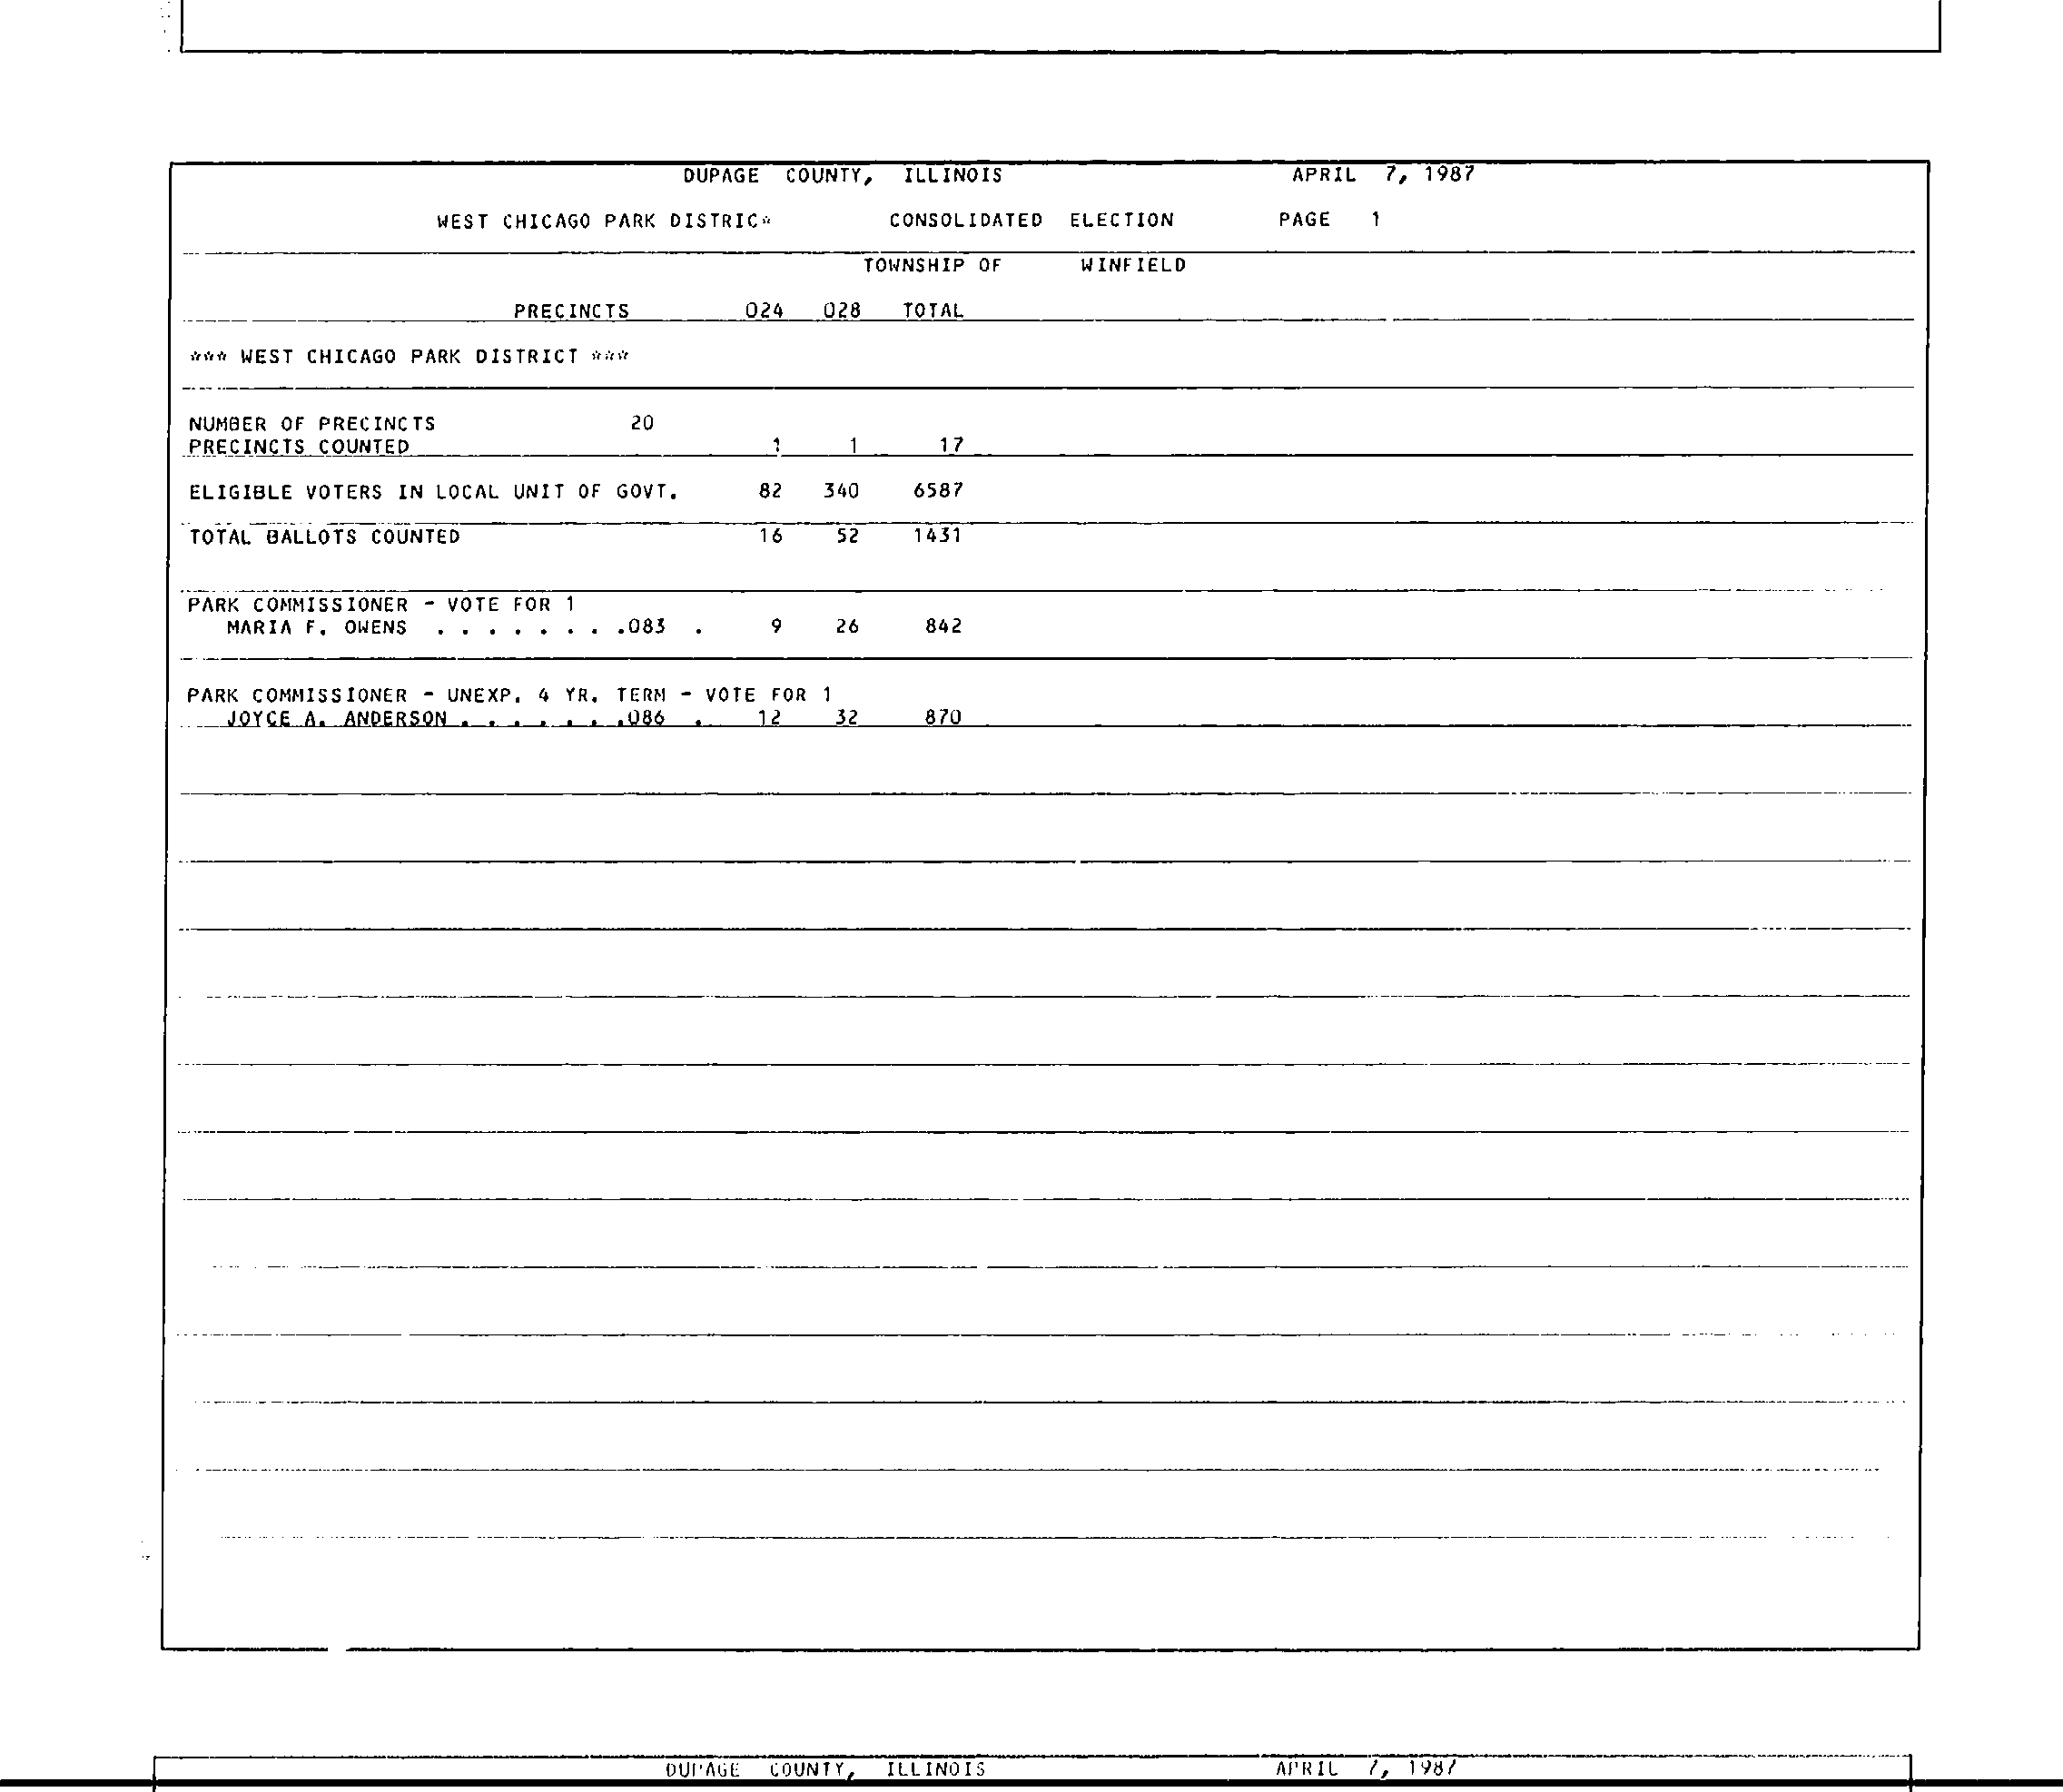 DUPAGE COUNTY, ILLINOIS APRIL 7, 1987
WEST CHICAGO PARK DISTRIC* CONSOLIDATED ELECTION PAGE 1
TOWNSHIP OF WINFIELD
PRECINCTS 024 028 TOTAL
*** WEST CHICAGO PARK DISTRICT ***
NUMBER OF PRECINCTS 20
PRECINCTS COUNTED 1 1 17
ELIGIBLE VOTERS IN LOCAL UNIT OF GOVT. 82 340 6587
TOTAL BALLOTS COUNTED 16 52 1431
PARK COMMISSIONER - VOTE FOR 1
MARIA F. OWENS . . . . . . . .083 . 9 26 842
PARK COMMISSIONER - UNEXP. 4 YR. TERM - VOTE FOR 1
JOYCE A. ANDERSON . . . . . . .086 . 12 32 870
DUPAGE COUNTY, ILLINOIS APRIL 7, 1987